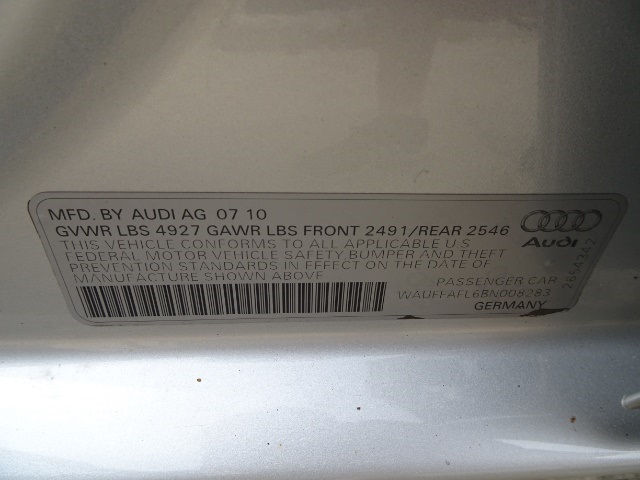 MFD. BY AUDI AG 07 10
GVWR LBS 4927 GAWR LBS FRONT 2491/REAR 2546
THIS VEHICLE CONFORMS TO ALL APPLICABLE U.S
FEDERAL MOTOR VEHICLE SAFETY, BUMPER AND THEFT
PREVENTION STANDARDS IN EFFECT ON THE DATE OF
MANUFACTURE SHOWN ABOVE
Audi
PASSENGER CAR
WAUFFAFL6BN008283
GERMANY